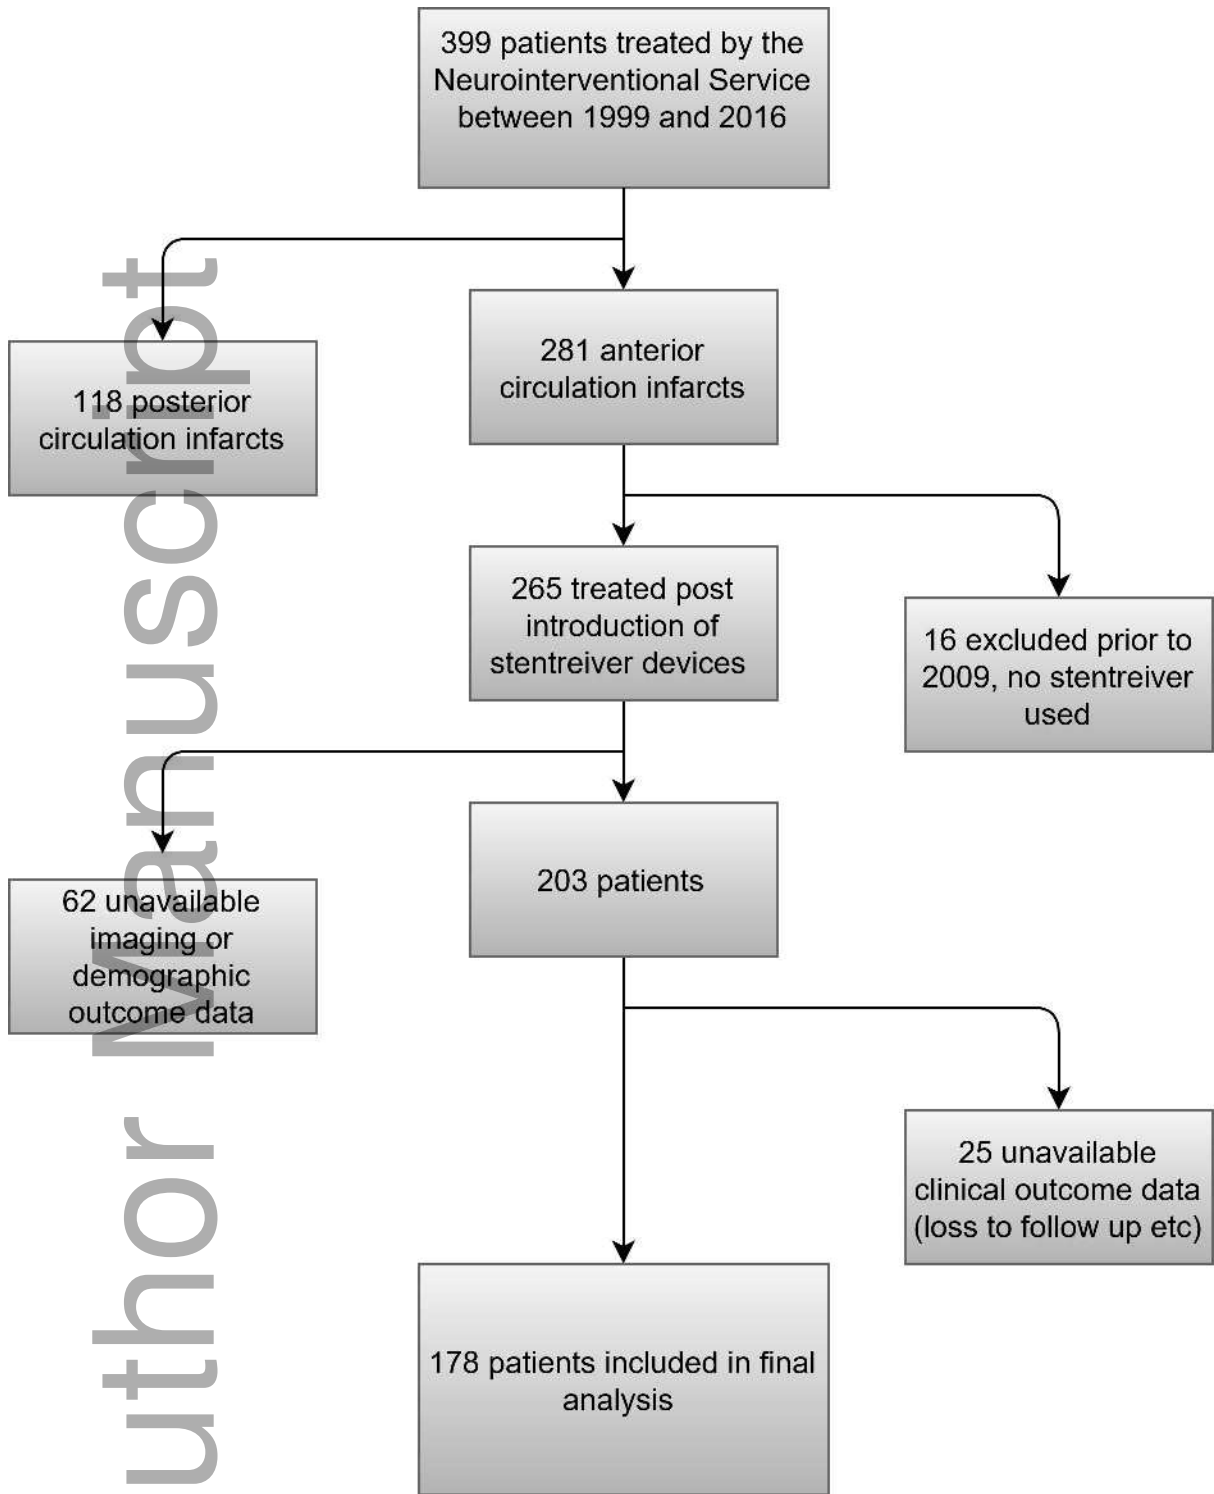 399 patients treated by the
Neurointerventional Service
between 1999 and 2016
281 anterior
circulation infarcts
118 posterior
circulation infarcts
265 treated post
introduction of
stentreiver devices
16 excluded prior to
2009, no stentreiver
used
203 patients
62 unavailable
imaging or
demographic
outcome data
25 unavailable
clinical outcome data
(loss to follow up etc)
178 patients included in final
analysis
uthor Manuscript